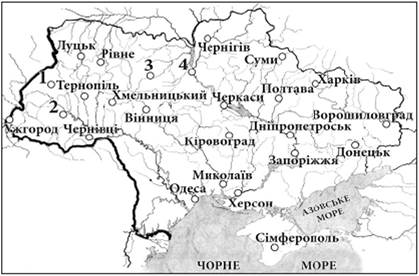 Чернігів
Луцьк
Рівне
3
4
Суми
1
Тернопіль
Харків
Хмельницький
Полтава
2
Черкаси
Вінниця
Ворошиловград
Ужгород
Чернівці
Дніпропетровськ
Кіровоград
Донецьк
Запоріжжя
Миколаїв
Одеса
Херсон
АЗОВСЬКЕ
МОРЕ
Сімферополь
ЧОРНЕ
МОРЕ